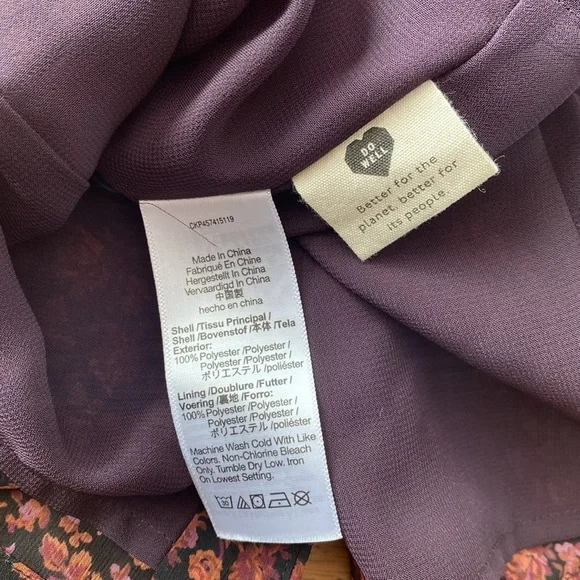 DO
WELL
Better for the
planet, better for
its people.
CKP457415119
Made In China
Fabriqué En Chine
Hergestellt In China
Vervaardigd In China
中国製
hecho en china
Shell /Tissu Principal /
Shell /Bovenstof /本体 /Tela
Exterior:
100% Polyester /Polyester /
Polyester /Polyester
/ポリエステル /poliéster
Lining /Doublure /Futter /
Voering /裏地 /Forro:
100% Polyester /Polyester /
Polyester /Polyester
/ポリエステル /poliéster
Machine Wash Cold With Like
Colors. Non-Chlorine Bleach
Only. Tumble Dry Low. Iron
On Lowest Setting.
30